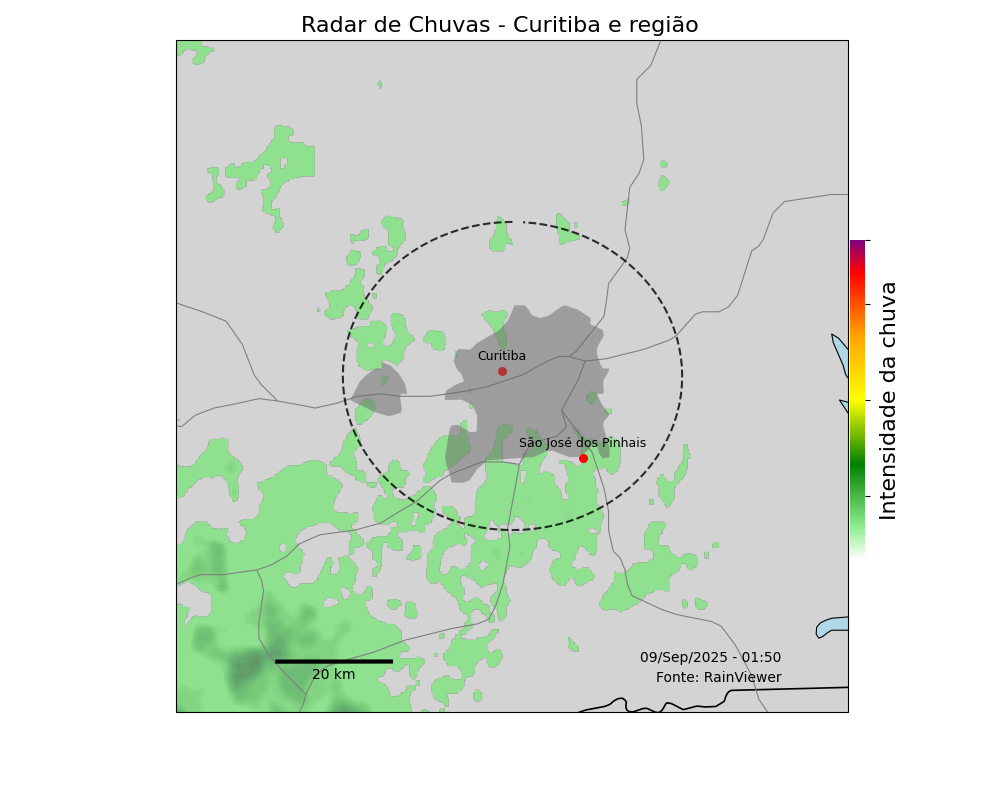 Radar de Chuvas - Curitiba e região
Curitiba
São José dos Pinhais
Intensidade da chuva
09/Sep/2025 - 01:50
20 km
Fonte: RainViewer